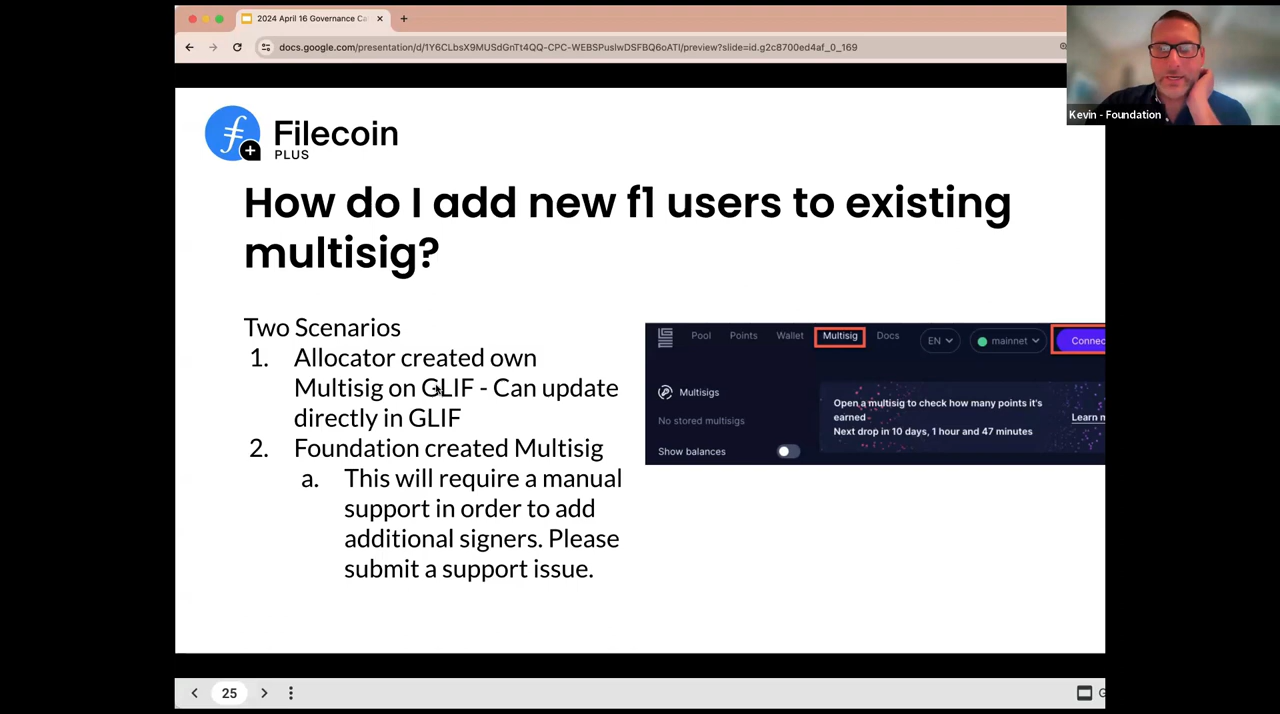 2024 April 16 Governance Ca
docs.google.com/presentation/d/1Y6CLbsX9MUSdGnTt4QQ-CPC-WEBSPuslwDSFBQ6oATI/preview?slide=id.g2c8700ed4af_0_169
Kevin - Foundation
Filecoin
PLUS
How do I add new f1 users to existing
multisig?
Two Scenarios
1. Allocator created own
Multisig on GLIF - Can update
directly in GLIF
2. Foundation created Multisig
a. This will require a manual
support in order to add
additional signers. Please
submit a support issue.
Pool Points Wallet Multisig Docs EN mainnet Connec
Multisigs
No stored multisigs
Show balances
Open a multisig to check how many points it's
earned
Next drop in 10 days, 1 hour and 47 minutes
Learn m
25
G